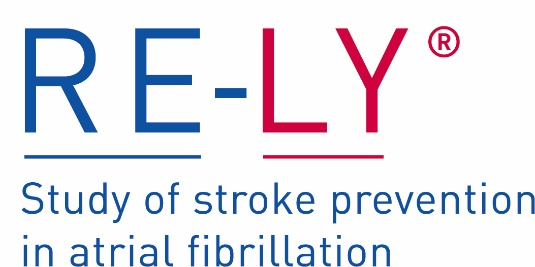 RE-LY®
Study of stroke prevention
in atrial fibrillation